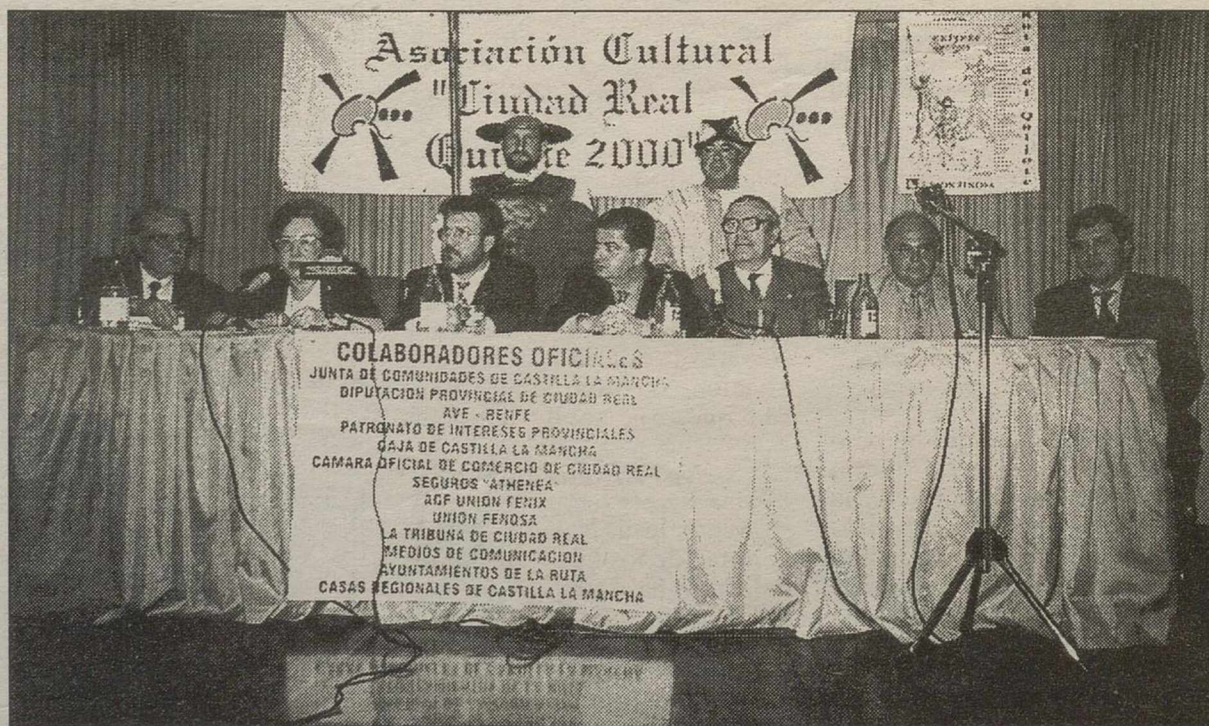 Asociación Cultural
"Ciudad Real
2000"
UNION FENOSA
COLABORADORES OFICIALeS
JUNTA DE COMUNIDADES DE CASTILLA LA MANCHA
DIPUTACION PROVINCIAL DE CIUDAD REAL
AVE - RENFE
PATRONATO DE INTERESES PROVINCIALES
CAJA DE CASTILLA LA MANCHA
CAMARA OFICIAL DE COMERCIO DE CIUDAD REAL
SEGUROS "ATHENEA"
AGF UNION FENIX
UNION FENOSA
LA TRIBUNA DE CIUDAD REAL
MEDIOS DE COMUNICACION
AYUNTAMIENTOS DE LA RUTA
CASAS REGIONALES DE CASTILLA LA MANCHA